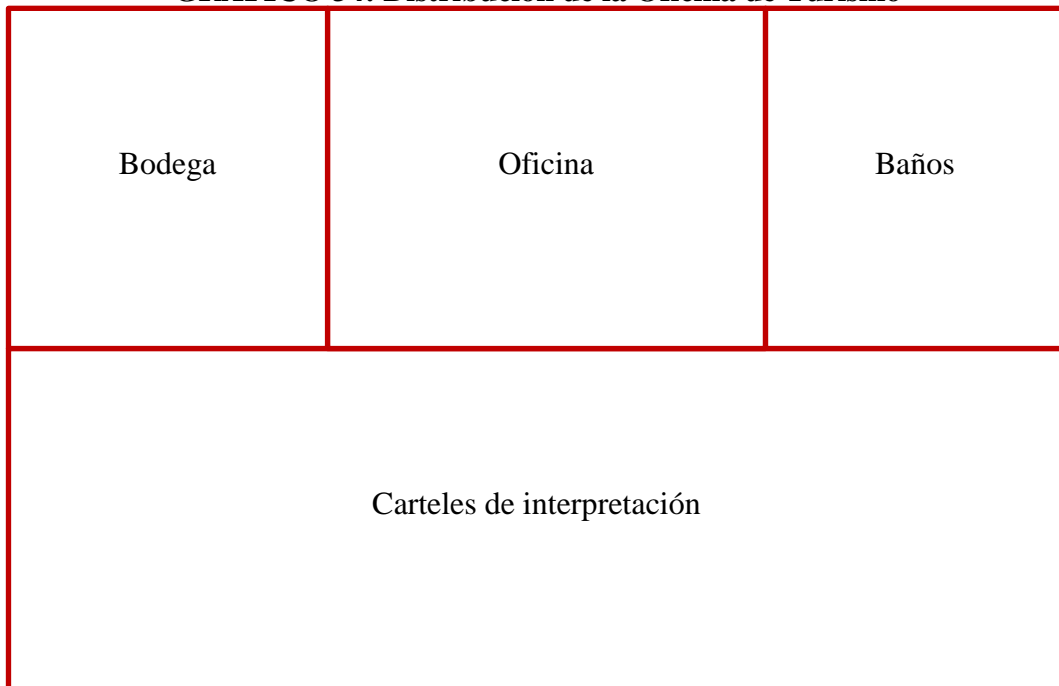 Distribución de la Oficina de Turismo
Bodega Oficina Baños
Carteles de interpretación